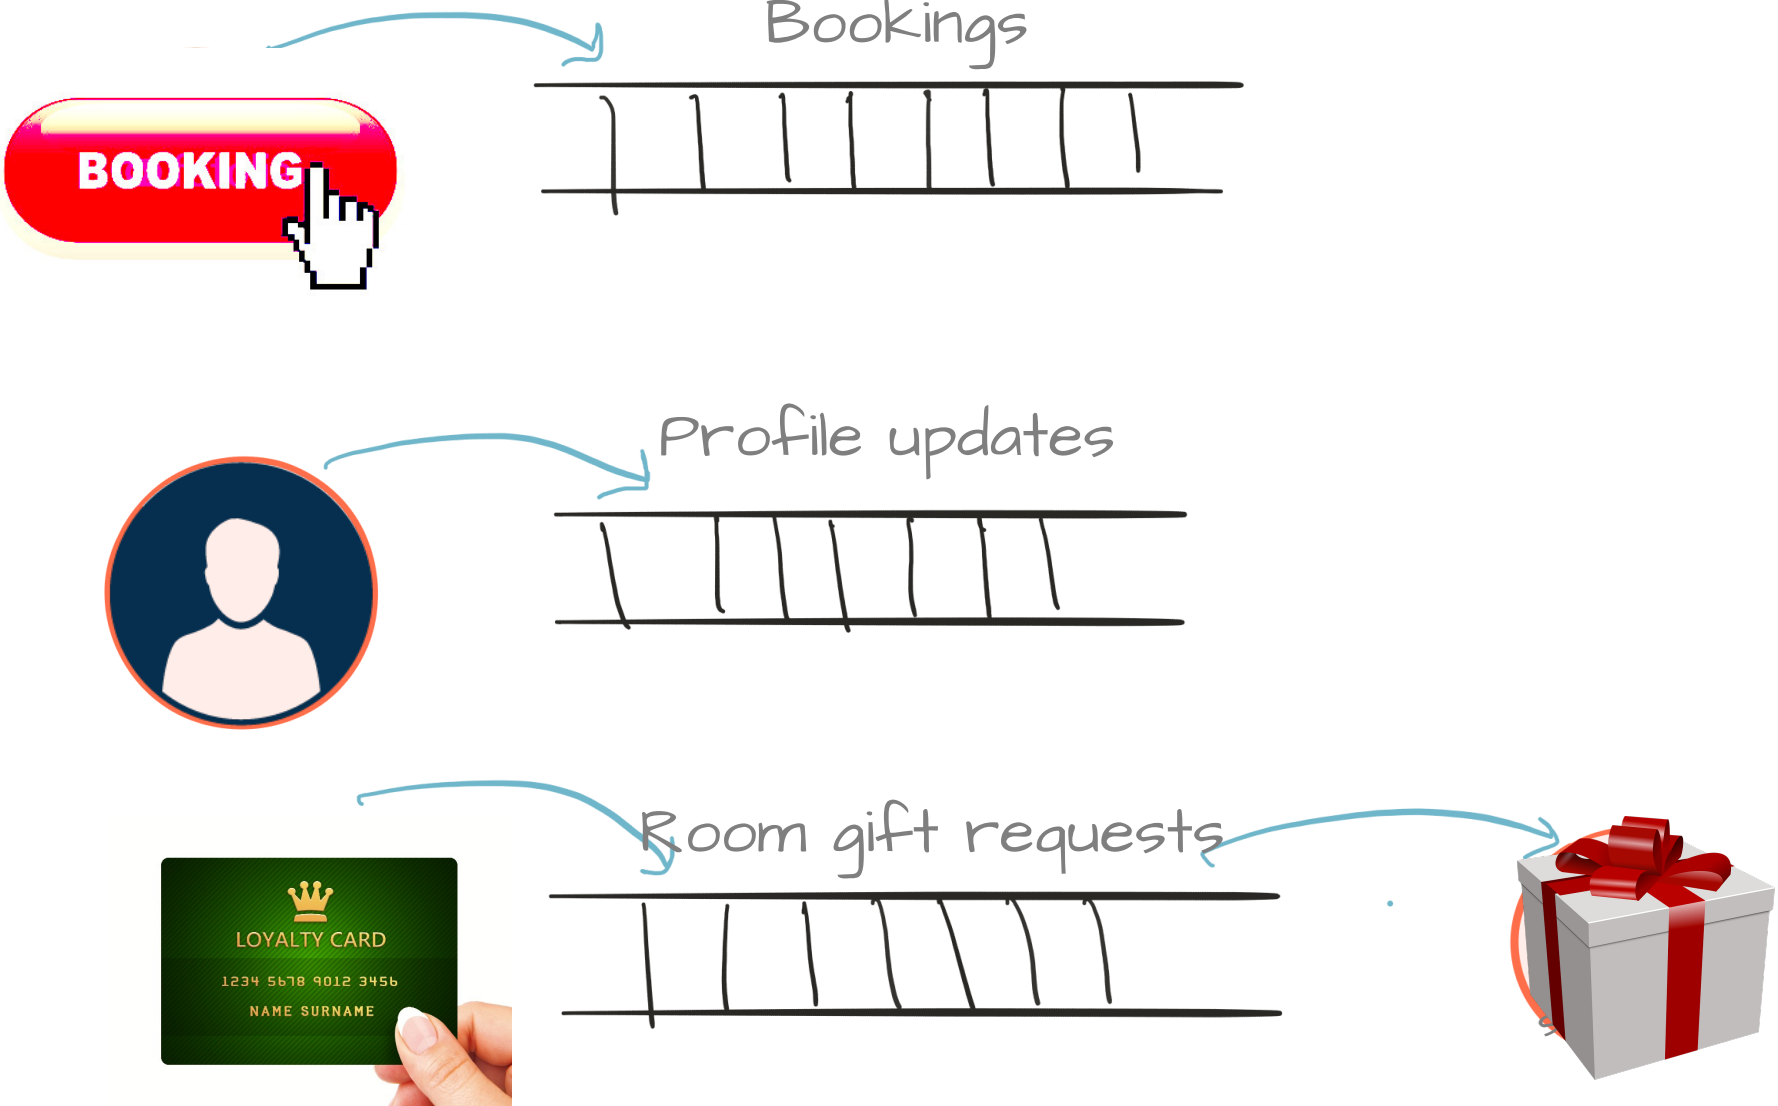 Bookings
BOOKING
Profile updates
Room gift requests
LOYALTY CARD
1234 5678 9012 3456
NAME SURNAME